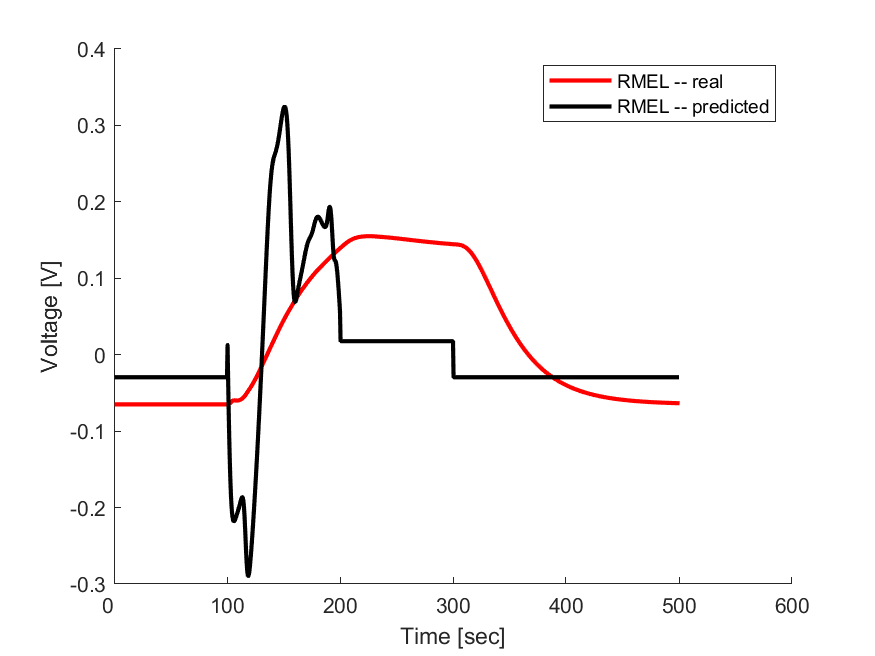 0.4
RMEL -- real
RMEL -- predicted
0.3
0.2
0.1
0
-0.1
-0.2
-0.3
Voltage [V]
0 100 200 300 400 500 600
Time [sec]